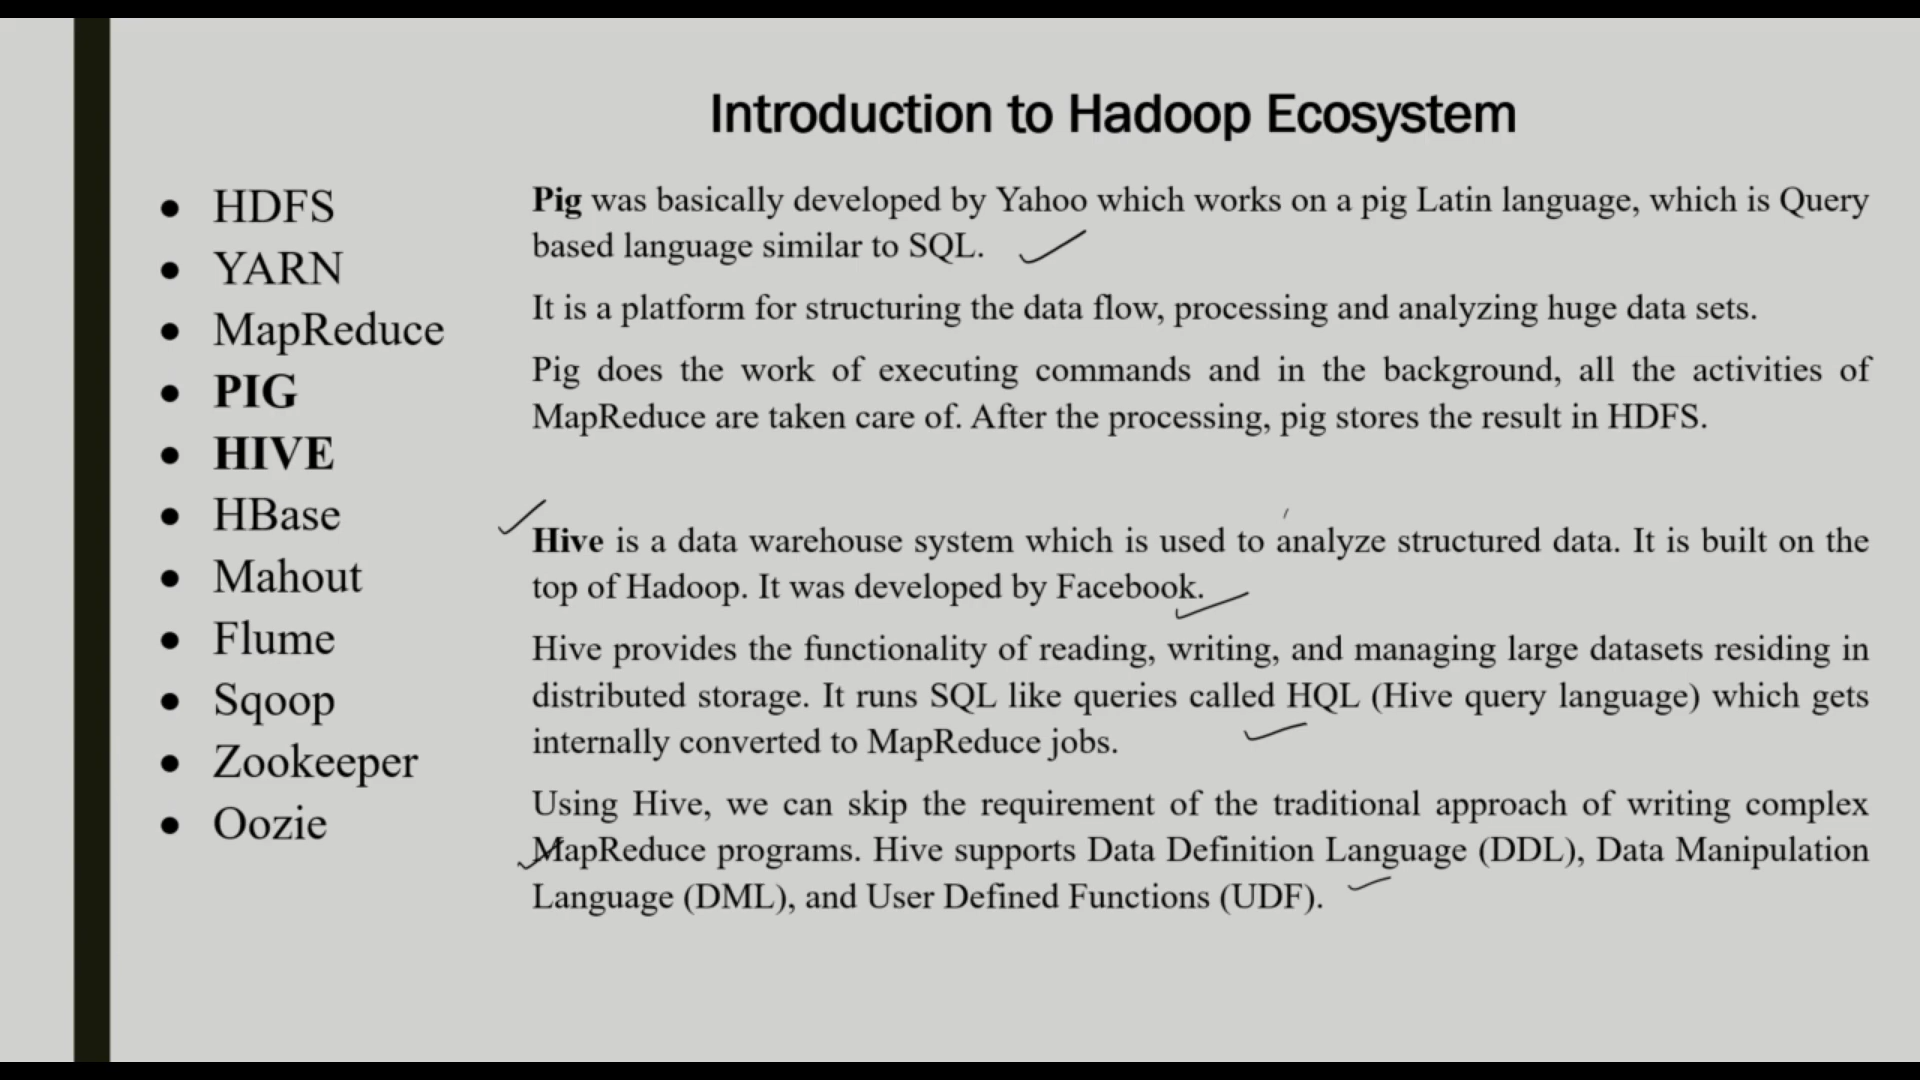 Introduction to Hadoop Ecosystem
• HDFS
• YARN
• MapReduce
• PIG
• HIVE
• HBase
• Mahout
• Flume
• Sqoop
• Zookeeper
• Oozie
Pig was basically developed by Yahoo which works on a pig Latin language, which is Query
based language similar to SQL.
It is a platform for structuring the data flow, processing and analyzing huge data sets.
Pig does the work of executing commands and in the background, all the activities of
MapReduce are taken care of. After the processing, pig stores the result in HDFS.
Hive is a data warehouse system which is used to analyze structured data. It is built on the
top of Hadoop. It was developed by Facebook.
Hive provides the functionality of reading, writing, and managing large datasets residing in
distributed storage. It runs SQL like queries called HQL (Hive query language) which gets
internally converted to MapReduce jobs.
Using Hive, we can skip the requirement of the traditional approach of writing complex
MapReduce programs. Hive supports Data Definition Language (DDL), Data Manipulation
Language (DML), and User Defined Functions (UDF).